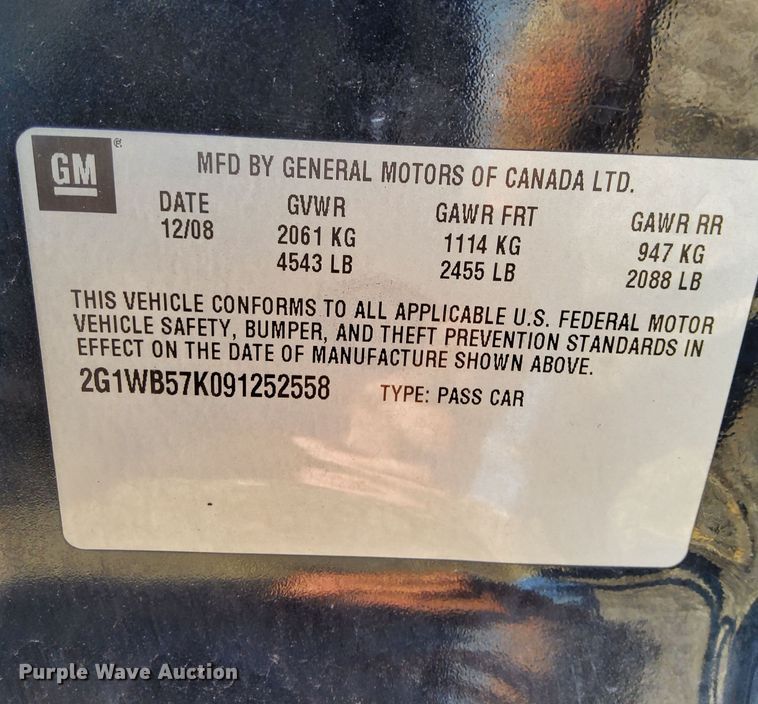 GM ®
MFD BY GENERAL MOTORS OF CANADA LTD.
DATE GVWR GAWR FRT GAWR RR
12/08 2061 KG 1114 KG 947 KG
4543 LB 2455 LB 2088 LB
THIS VEHICLE CONFORMS TO ALL APPLICABLE U.S. FEDERAL MOTOR
VEHICLE SAFETY, BUMPER, AND THEFT PREVENTION STANDARDS IN
EFFECT ON THE DATE OF MANUFACTURE SHOWN ABOVE.
2G1WB57K091252558 TYPE: PASS CAR
Purple Wave Auction